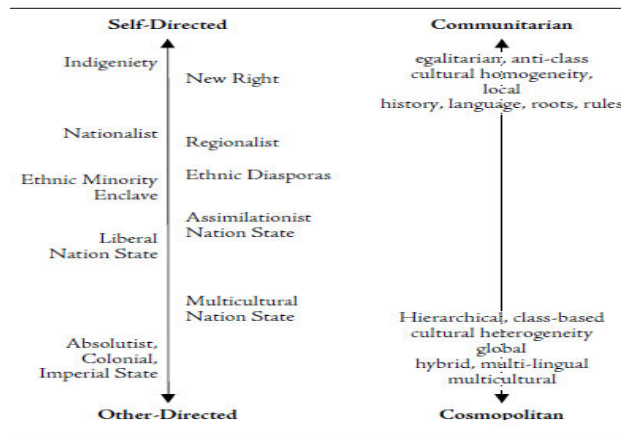 Self-Directed
Communitarian
Indigeniety
New Right
egalitarian, anti-class
cultural homogeneity,
local
history, language, roots, rules
Nationalist
Regionalist
Ethnic Minority
Enclave
Ethnic Diasporas
Assimilationist
Nation State
Liberal
Nation State
Multicultural
Nation State
Hierarchical, class-based
cultural heterogeneity
global
hybrid, multi-lingual
multicultural
Absolutist,
Colonial,
Imperial State
Other-Directed
Cosmopolitan